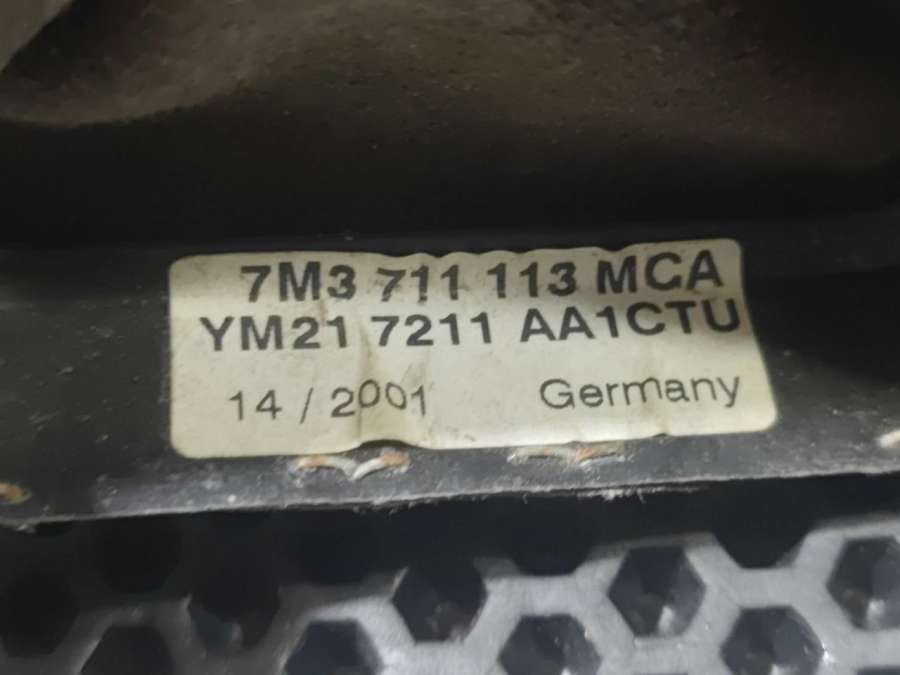 7M3 711 113 MCA
YM21 7211 AA1CTU
14 / 2001 Germany